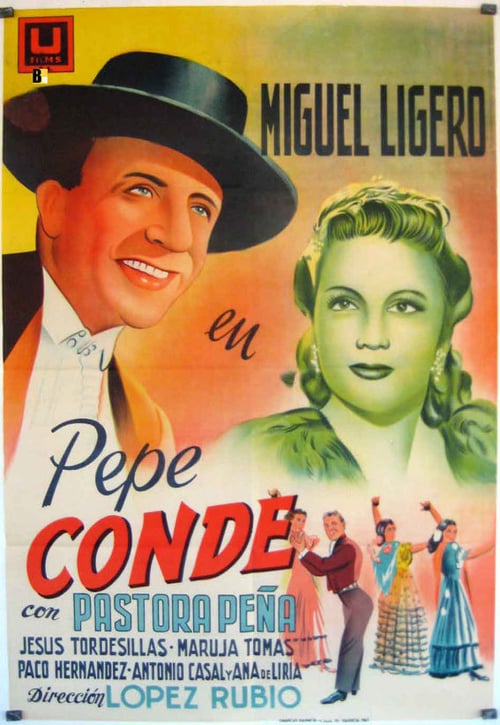 U
FILMS
B
MIGUEL LIGERO
en
Pepe
CONDE
con PASTORA PEÑA
JESUS TORDESILLAS - MARUJA TOMAS
PACO HERNANDEZ - ANTONIO CASAL Y ANA DE LIRIA
Dirección LOPEZ RUBIO